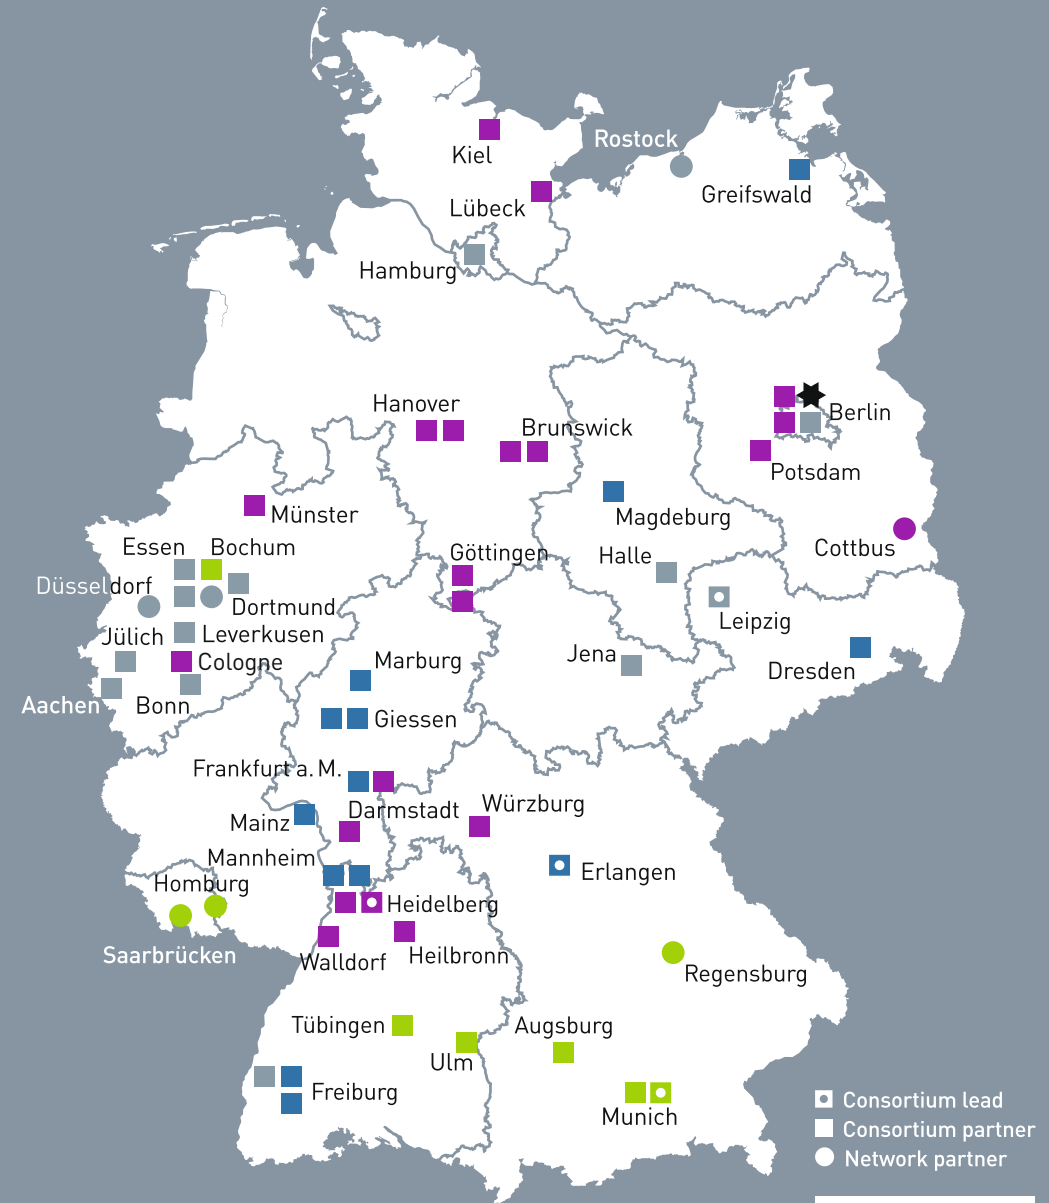 Rostock
Kiel
Greifswald
Lübeck
Hamburg
Hanover
Berlin
Brunswick
Potsdam
Münster
Magdeburg
Essen
Bochum
Göttingen
Cottbus
Halle
Düsseldorf
Dortmund
Leipzig
Jülich
Leverkusen
Cologne
Marburg
Jena
Dresden
Aachen
Bonn
Giessen
Frankfurt a. M.
Würzburg
Darmstadt
Mainz
Mannheim
Erlangen
Homburg
Heidelberg
Saarbrücken
Walldorf
Heilbronn
Regensburg
Tübingen
Augsburg
Ulm
Freiburg
Munich
Consortium lead
Consortium partner
Network partner